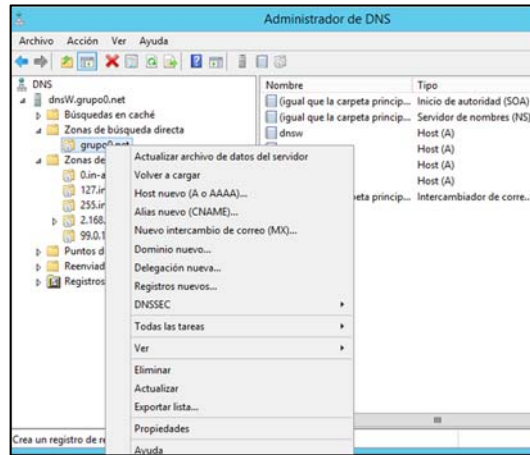 Administrador de DNS
Archivo Acción Ver Ayuda
DNS
dnsW.grupo0.net
Búsquedas en caché
Zonas de búsqueda directa
grupo0.net
Zonas de
0.in-a
127.in
255.in
2.168.
99.0.1
Puntos d
Reenviad
Registros
Nombre Tipo
(igual que la carpeta princip... Inicio de autoridad (SOA)
(igual que la carpeta princip... Servidor de nombres (NS)
dnsw Host (A)
Host (A)
Host (A)
Host (A)
peta princip... Intercambiador de corre...
Actualizar archivo de datos del servidor
Volver a cargar
Host nuevo (A o AAAA)...
Alias nuevo (CNAME)...
Nuevo intercambio de correo (MX)...
Dominio nuevo...
Delegación nueva...
Registros nuevos...
DNSSEC
Todas las tareas
Ver
Eliminar
Actualizar
Exportar lista...
Propiedades
Ayuda
Crea un registro de re